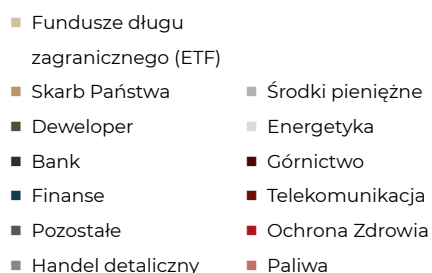 Fundusze długu
zagranicznego (ETF)
Skarb Państwa
Deweloper
Bank
Finanse
Pozostałe
Handel detaliczny
Środki pieniężne
Energetyka
Górnictwo
Telekomunikacja
Ochrona Zdrowia
Paliwa